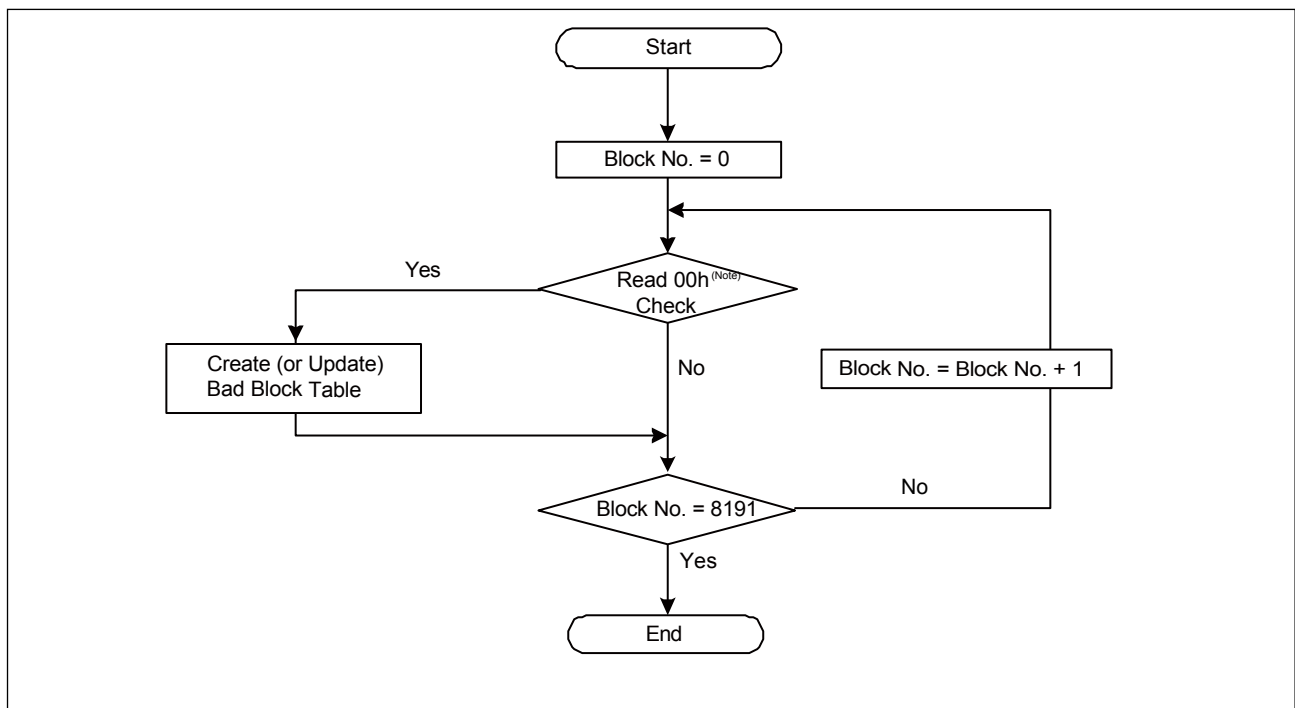 Start
Block No. = 0
Yes
Read 00h(Note)
Check
Create (or Update)
Bad Block Table
No
Block No. = Block No. + 1
No
Block No. = 8191
Yes
End